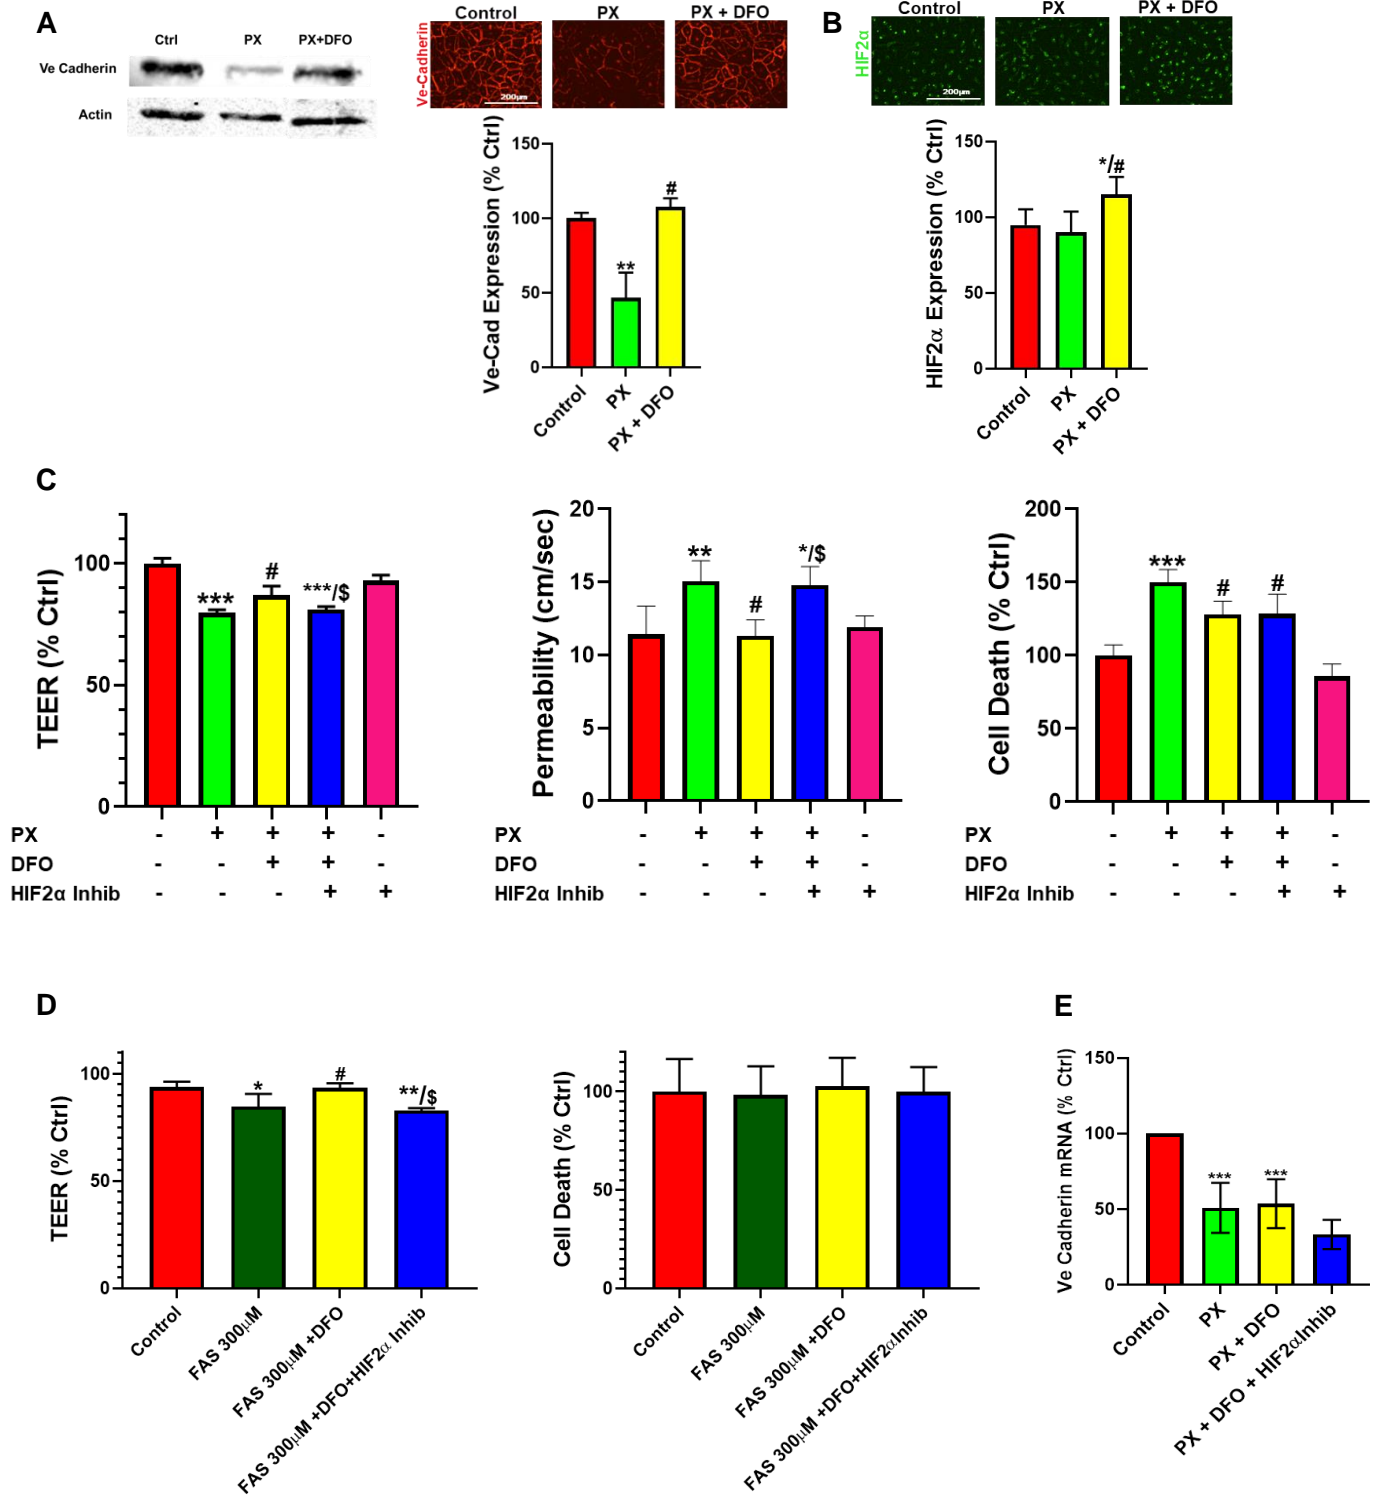 A
Ctrl PX PX+DFO
Ve Cadherin
Actin
Control PX PX + DFO
Ve-Cadherin
200µm
Ve-Cad Expression (% Ctrl)
150
100
50
0
**
#
Control PX PX + DFO
B
Control PX PX + DFO
HIF2α
200µm
HIF2α Expression (% Ctrl)
150
100
50
0
*/#
Control PX PX + DFO
C
TEER (% Ctrl)
100
50
0
***
#
***/$
PX - + + + -
DFO - - + + -
HIF2α Inhib - - - + +
Permeability (cm/sec)
20
15
10
5
0
**
#
*/$
PX - + + + -
DFO - - + + -
HIF2α Inhib - - - + +
Cell Death (% Ctrl)
200
150
100
50
0
***
#
#
PX - + + + -
DFO - - + + -
HIF2α Inhib - - - + +
D
TEER (% Ctrl)
100
50
0
*
#
**/$
Control
FAS 300µM
FAS 300µM +DFO
FAS 300µM +DFO+HIF2α Inhib
Cell Death (% Ctrl)
100
50
0
Control
FAS 300µM
FAS 300µM +DFO
FAS 300µM +DFO+HIF2αInhib
E
Ve Cadherin mRNA (% Ctrl)
150
100
50
0
***
***
Control
PX
PX + DFO
PX + DFO + HIF2αInhib